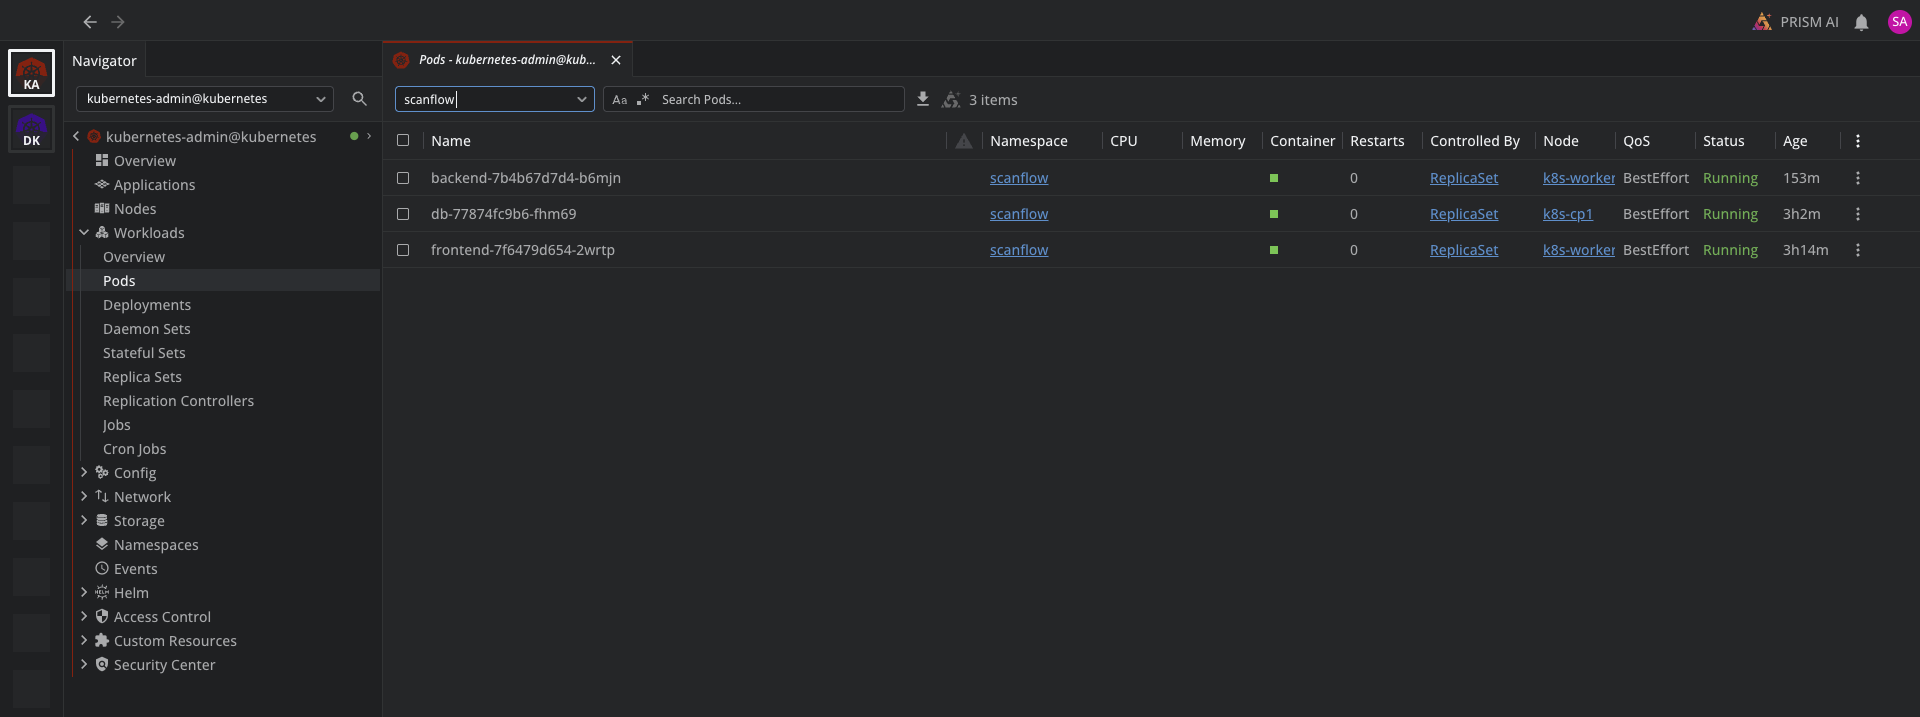 PRISM AI
SA
KA
DK
Navigator
kubernetes-admin@kubernetes
kubernetes-admin@kubernetes
Overview
Applications
Nodes
Workloads
Overview
Pods
Deployments
Daemon Sets
Stateful Sets
Replica Sets
Replication Controllers
Jobs
Cron Jobs
Config
Network
Storage
Namespaces
Events
Helm
Access Control
Custom Resources
Security Center
Pods - kubernetes-admin@kub...
scanflow Aa .* Search Pods... 3 items
Name Namespace CPU Memory Container Restarts Controlled By Node QoS Status Age
backend-7b4b67d7d4-b6mjn scanflow 0 ReplicaSet k8s-worker BestEffort Running 153m
db-77874fc9b6-fhm69 scanflow 0 ReplicaSet k8s-cp1 BestEffort Running 3h2m
frontend-7f6479d654-2wrtp scanflow 0 ReplicaSet k8s-worker BestEffort Running 3h14m